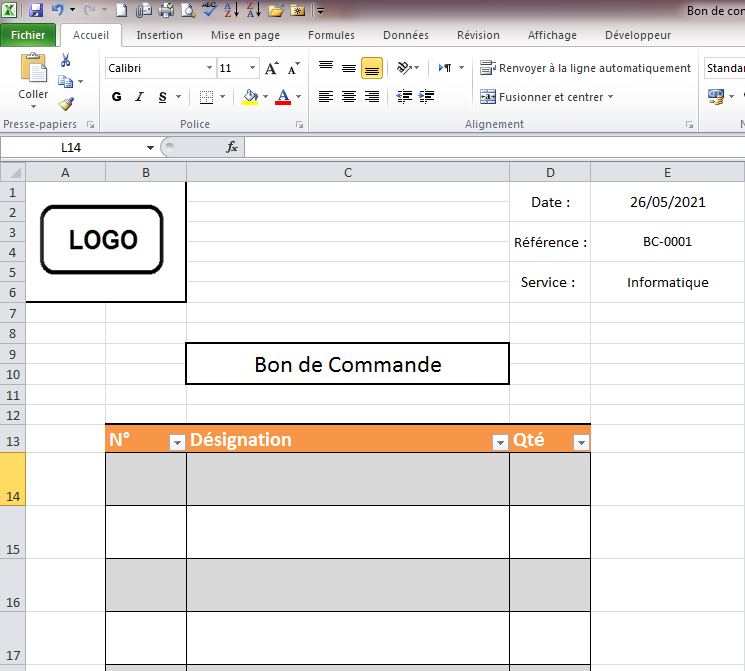 Bon de com
Fichier Accueil Insertion Mise en page Formules Données Révision Affichage Développeur
Calibri 11 Renvoyer à la ligne automatiquement Standa
Coller G I S A Fusionner et centrer
Presse-papiers Police Alignement
L14 fx
A B C D E
1 Date : 26/05/2021
2
3 Référence : BC-0001
4 LOGO
5 Service : Informatique
6
7
8
9 Bon de Commande
10
11
12
13 N° Désignation Qté
14
15
16
17